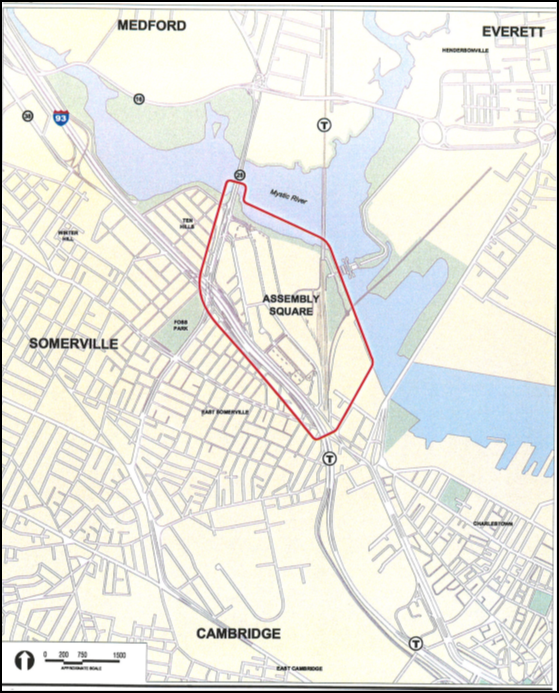 MEDFORD
EVERETT
HENDERSONVILLE
16
38
93
T
28
Mystic River
TEN
HILLS
WINTER
HILL
ASSEMBLY
SQUARE
FOSS
PARK
SOMERVILLE
EAST SOMERVILLE
T
CHARLESTOWN
CAMBRIDGE
T
EAST CAMBRIDGE
0 200 750 1500
APPROXIMATE SCALE